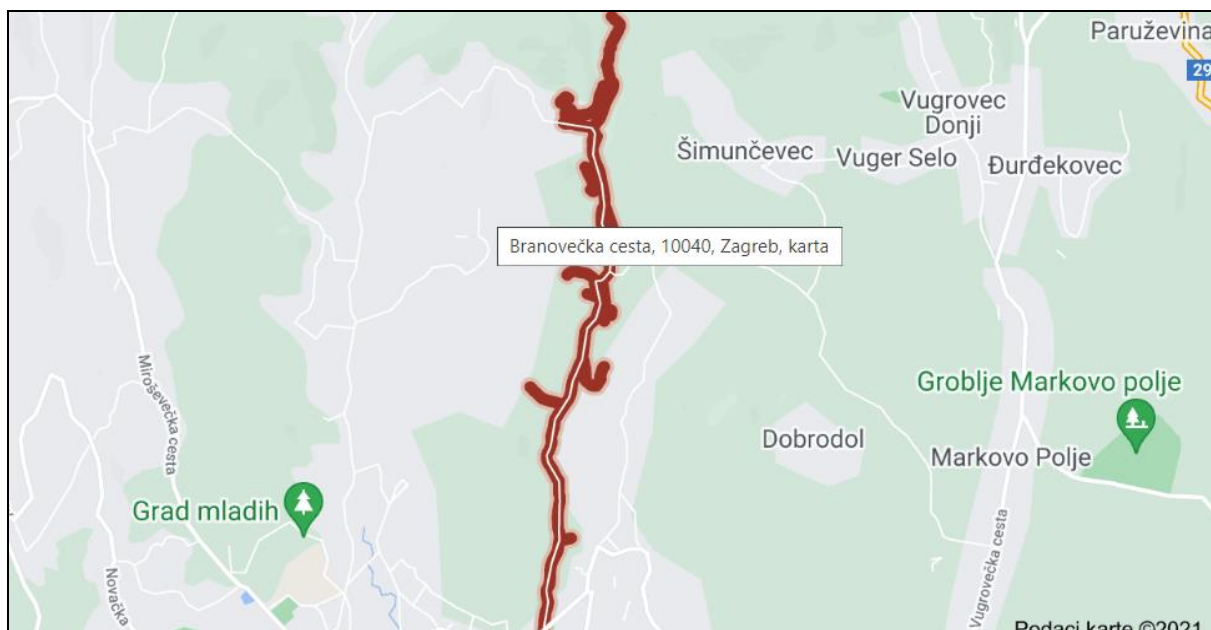 Paruževina
29
Vugrovec
Donji
Šimunčevec
Vuger Selo
Đurđekovec
Branovečka cesta, 10040, Zagreb, karta
Miroševečka cesta
Groblje Markovo polje
Dobrodol
Markovo Polje
Grad mladih
Novačka
Vugrovečka cesta
Podaci karte ©2021